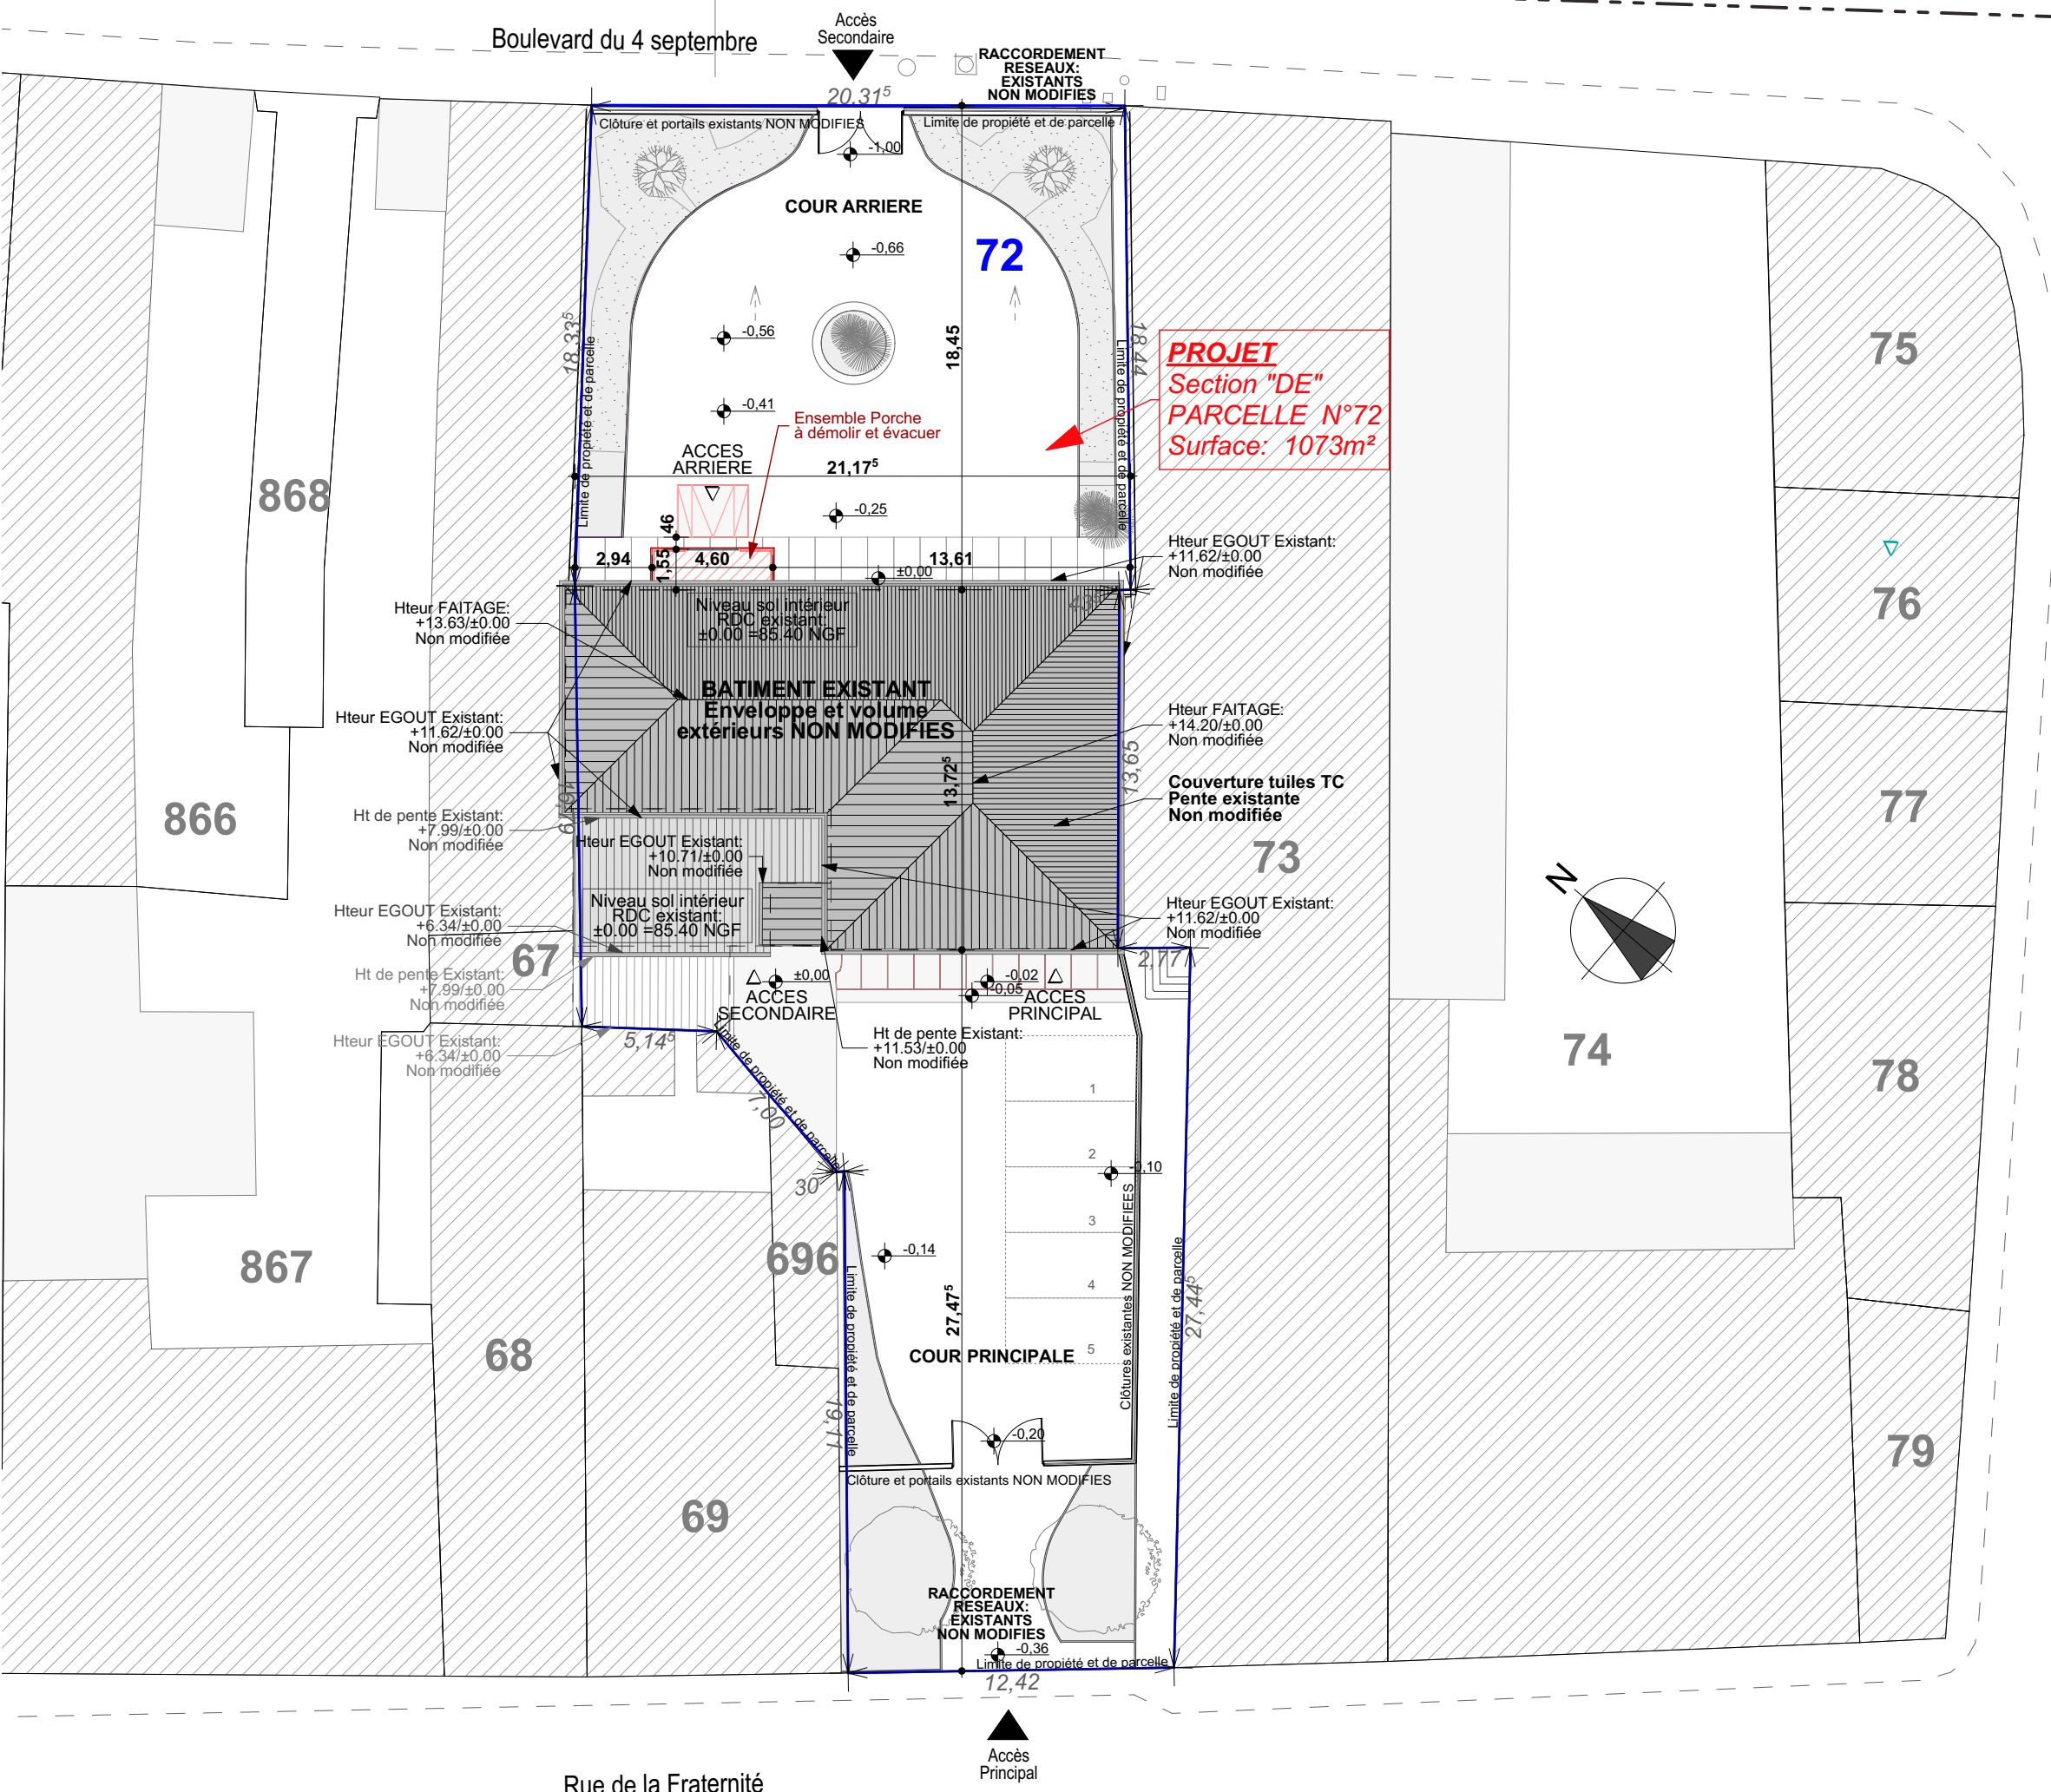 Boulevard du 4 septembre
Accès
Secondaire
RACCORDEMENT
RESEAUX:
EXISTANTS
NON MODIFIES
20,31⁵
Clôture et portails existants NON MODIFIES
Limite de propiété et de parcelle
-1,00
COUR ARRIERE
-0,66
72
18,33⁵
Limite de propiété et de parcelle
-0,56
18,45
18,44
Limite de propiété et de parcelle
PROJET
Section "DE"
PARCELLE N°72
Surface: 1073m²
75
-0,41
Ensemble Porche
à démolir et évacuer
ACCES
ARRIERE
21,17⁵
868
-0,25
46
1,55
2,94
4,60
13,61
±0,00
Hteur EGOUT Existant:
+11.62/±0.00
Non modifiée
76
43⁵
Hteur FAITAGE:
+13.63/±0.00
Non modifiée
Niveau sol intérieur
RDC existant:
±0.00 =85.40 NGF
BATIMENT EXISTANT
Enveloppe et volume
extérieurs NON MODIFIES
Hteur EGOUT Existant:
+11.62/±0.00
Non modifiée
Hteur FAITAGE:
+14.20/±0.00
Non modifiée
13,72⁵
13,65
Couverture tuiles TC
Pente existante
Non modifiée
866
77
73
Ht de pente Existant:
+7.99/±0.00
Non modifiée
Hteur EGOUT Existant:
+10.71/±0.00
Non modifiée
N
Hteur EGOUT Existant:
+6.34/±0.00
Non modifiée
Niveau sol intérieur
RDC existant:
±0.00 =85.40 NGF
Hteur EGOUT Existant:
+11.62/±0.00
Non modifiée
67
2,77
Ht de pente Existant:
+7.99/±0.00
Non modifiée
±0,00
ACCES
SECONDAIRE
-0,02
-0,05
ACCES
PRINCIPAL
Hteur EGOUT Existant:
+6.34/±0.00
Non modifiée
5,14⁵
Ht de pente Existant:
+11.53/±0.00
Non modifiée
74
78
Limite de propiété et de parcelle
7,00
1
2
-0,10
30
3
696
-0,14
867
4
27,47⁵
Clôtures existantes NON MODIFIEES
Limite de propiété et de parcelle
27,44⁵
Limite de propiété et de parcelle
5
68
COUR PRINCIPALE
-0,20
79
Clôture et portails existants NON MODIFIES
69
RACCORDEMENT
RESEAUX:
EXISTANTS
NON MODIFIES
-0,36
Limite de propiété et de parcelle
12,42
Accès
Principal
Rue de la Fraternité